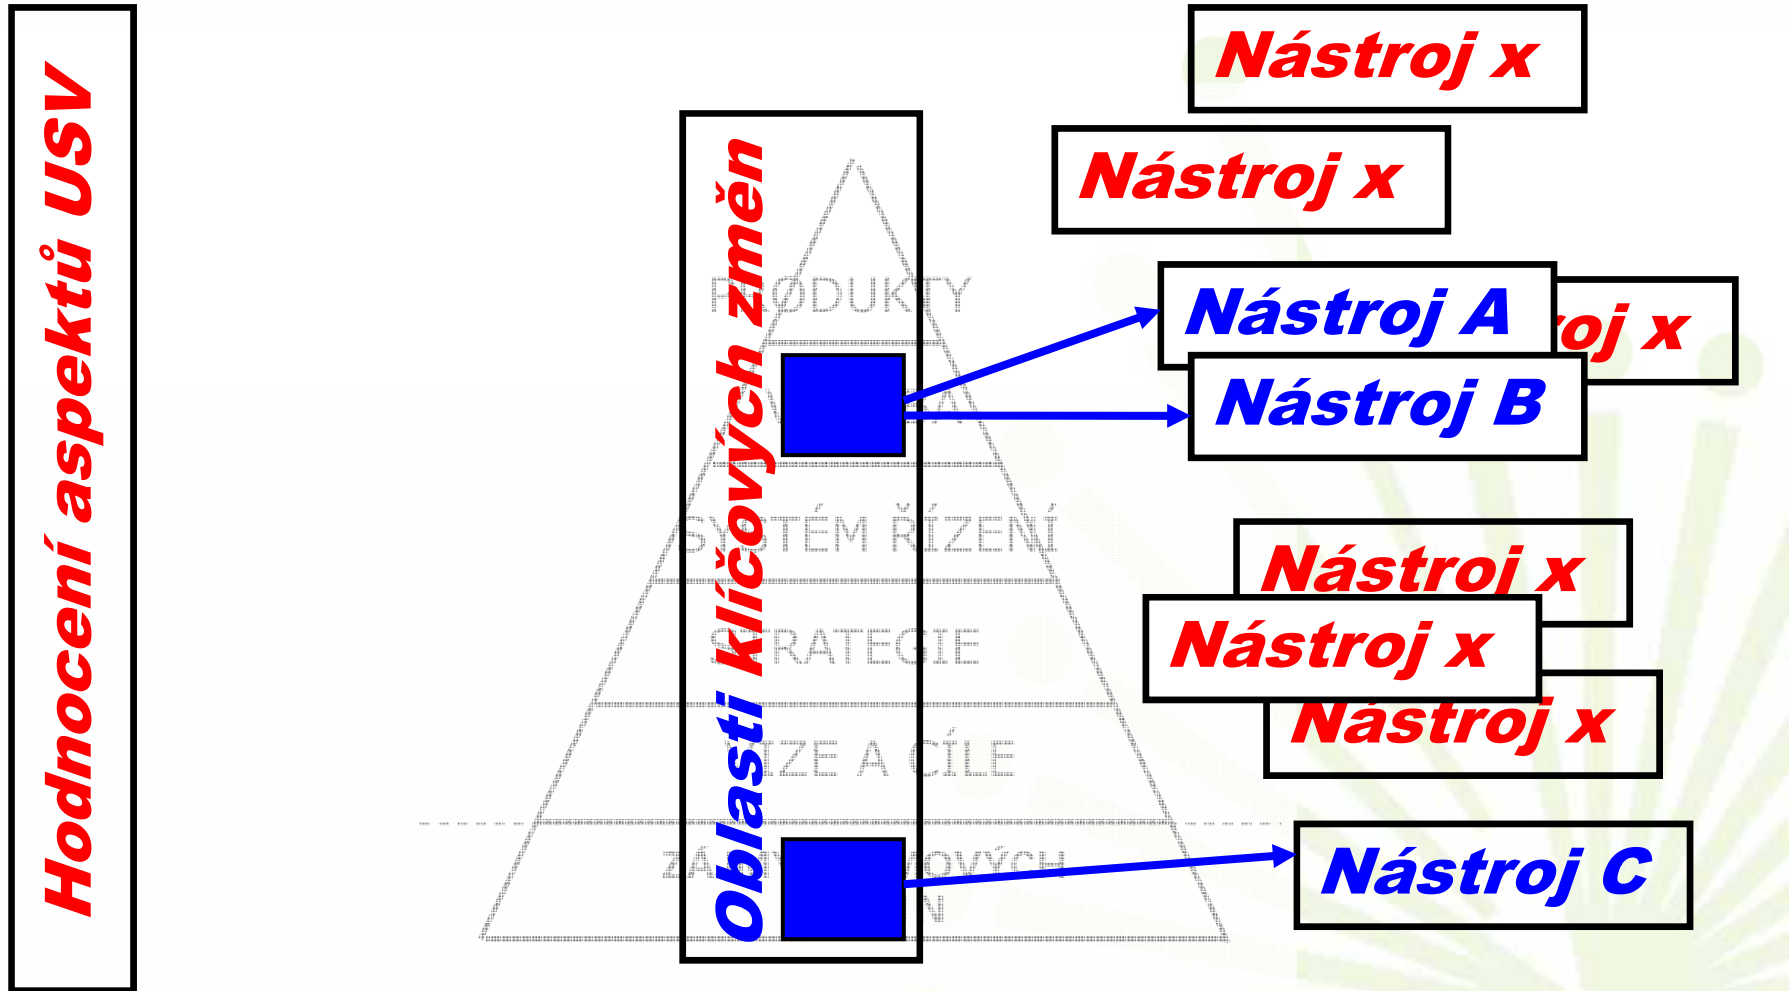 Hodnocení aspektů USV
Oblasti klíčových změn
PRODUKTY
SYSTÉM ŘÍZENÍ
STRATEGIE
VIZE A CÍLE
Nástroj x
Nástroj x
Nástroj A
oj x
Nástroj B
Nástroj x
Nástroj x
Nástroj x
Nástroj C